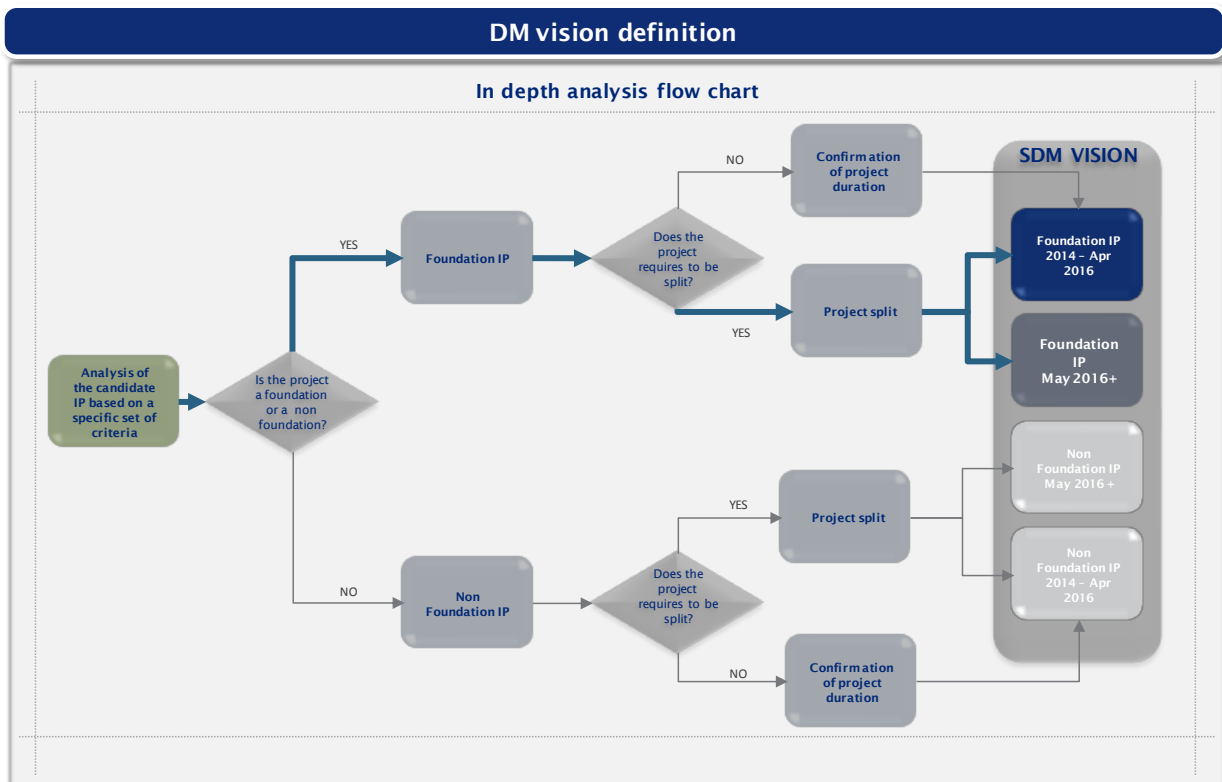 DM vision definition
In depth analysis flow chart
Confirmation
of project
duration
SDM VISION
NO
YES
Foundation IP
Does the
project
requires to be
split?
Foundation IP
2014 – Apr
2016
Project split
YES
Foundation
IP
May 2016+
Analysis of
the candidate
IP based on a
specific set of
criteria
Is the project
a foundation
or a non
foundation?
Non
Foundation IP
May 2016 +
YES
Project split
Non
Foundation IP
2014 – Apr
2016
NO
Non
Foundation IP
Does the
project
requires to be
split?
NO
Confirmation
of project
duration